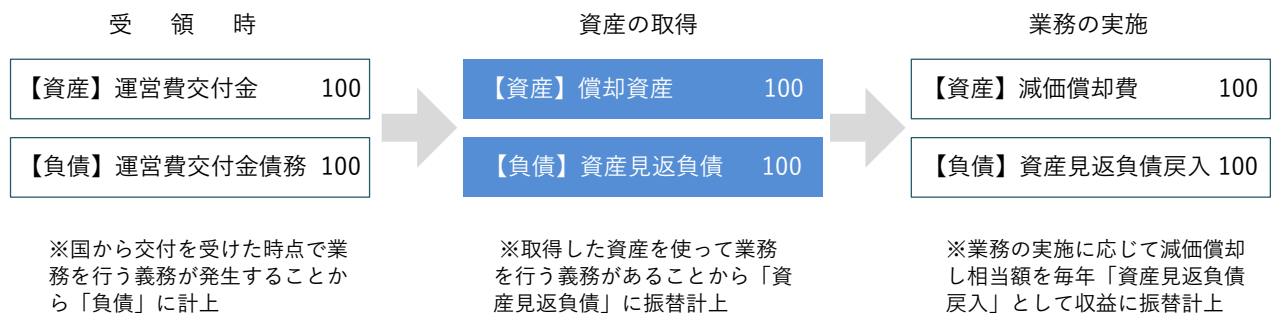 受　領　時
資産の取得
業務の実施
【資産】運営費交付金 100
【資産】償却資産 100
【資産】減価償却費 100
【負債】運営費交付金債務 100
【負債】資産見返負債 100
【負債】資産見返負債戻入 100
※国から交付を受けた時点で業
務を行う義務が発生することか
ら「負債」に計上
※取得した資産を使って業務
を行う義務があることから「資
産見返負債」に振替計上
※業務の実施に応じて減価償却
し相当額を毎年「資産見返負債
戻入」として収益に振替計上